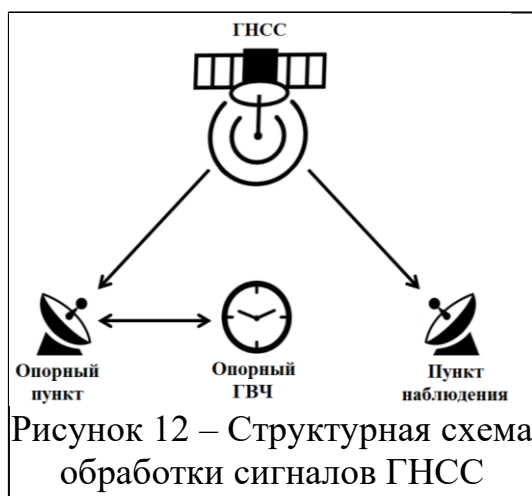 ГНСС
Опорный
пункт
Опорный
ГВЧ
Пункт
наблюдения
Рисунок 12 – Структурная схема
обработки сигналов ГНСС